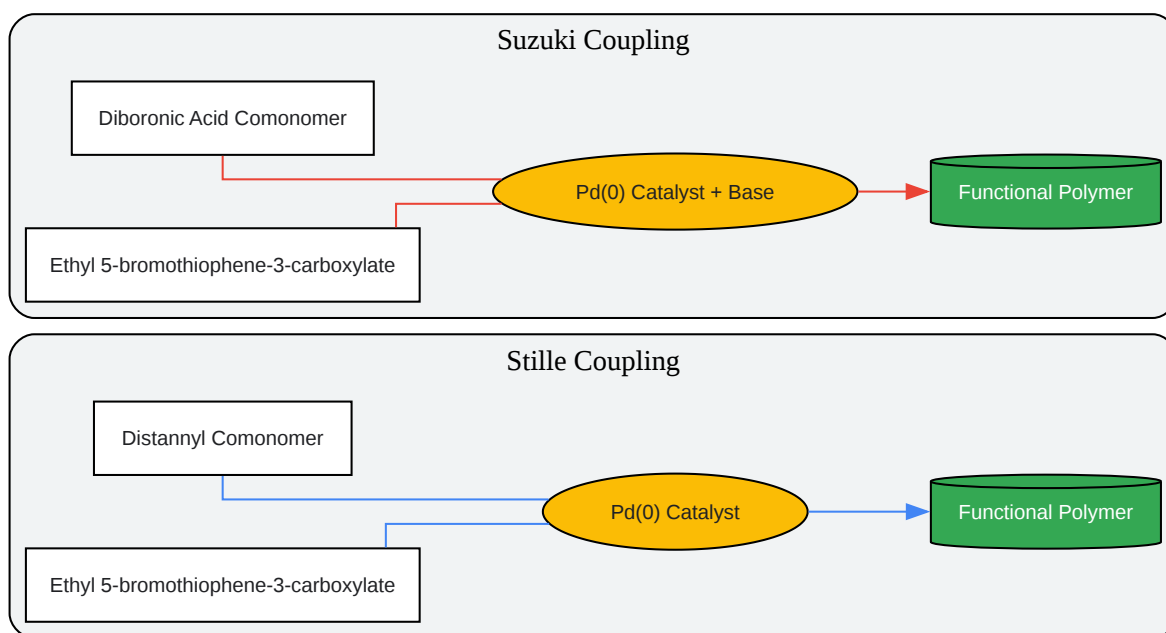 Suzuki Coupling
Diboronic Acid Comonomer
Pd(0) Catalyst + Base
Functional Polymer
Ethyl 5-bromothiophene-3-carboxylate
Stille Coupling
Distannyl Comonomer
Pd(0) Catalyst
Functional Polymer
Ethyl 5-bromothiophene-3-carboxylate